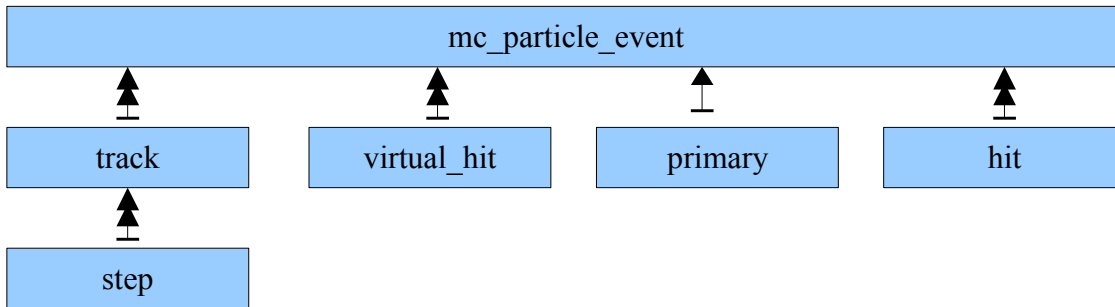 mc_particle_event
track
virtual_hit
primary
hit
step